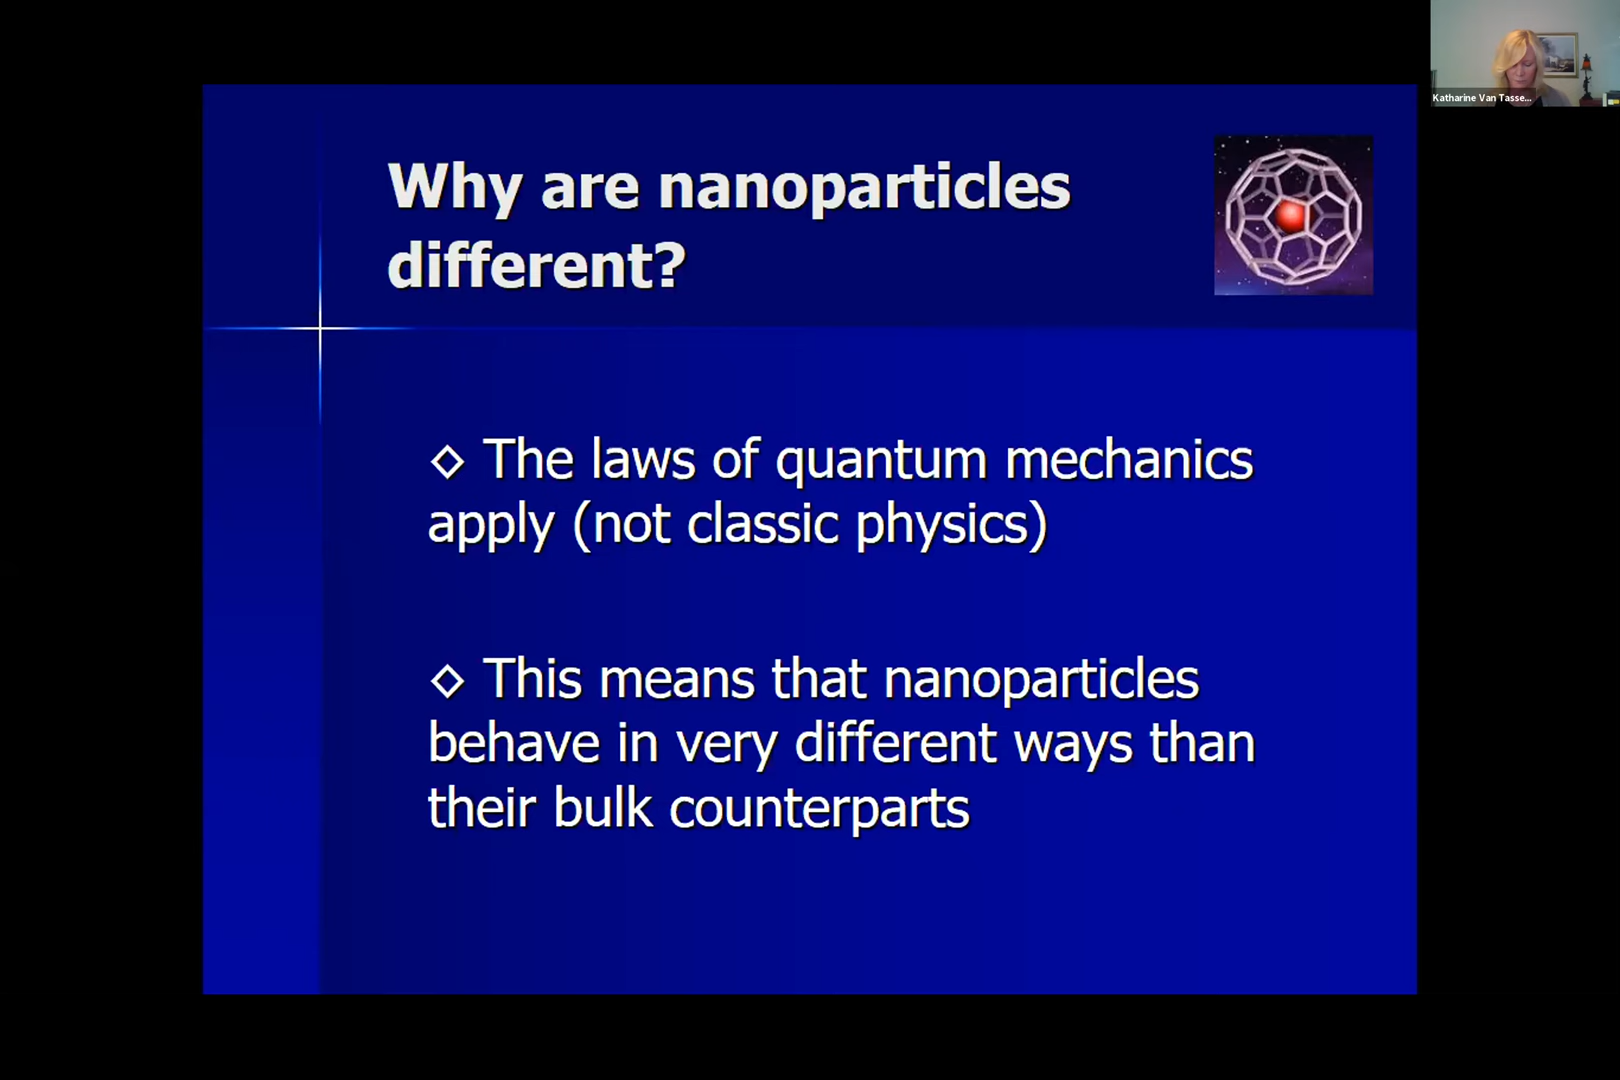 Katharine Van Tasse...
Why are nanoparticles
different?
◇ The laws of quantum mechanics
apply (not classic physics)
◇ This means that nanoparticles
behave in very different ways than
their bulk counterparts